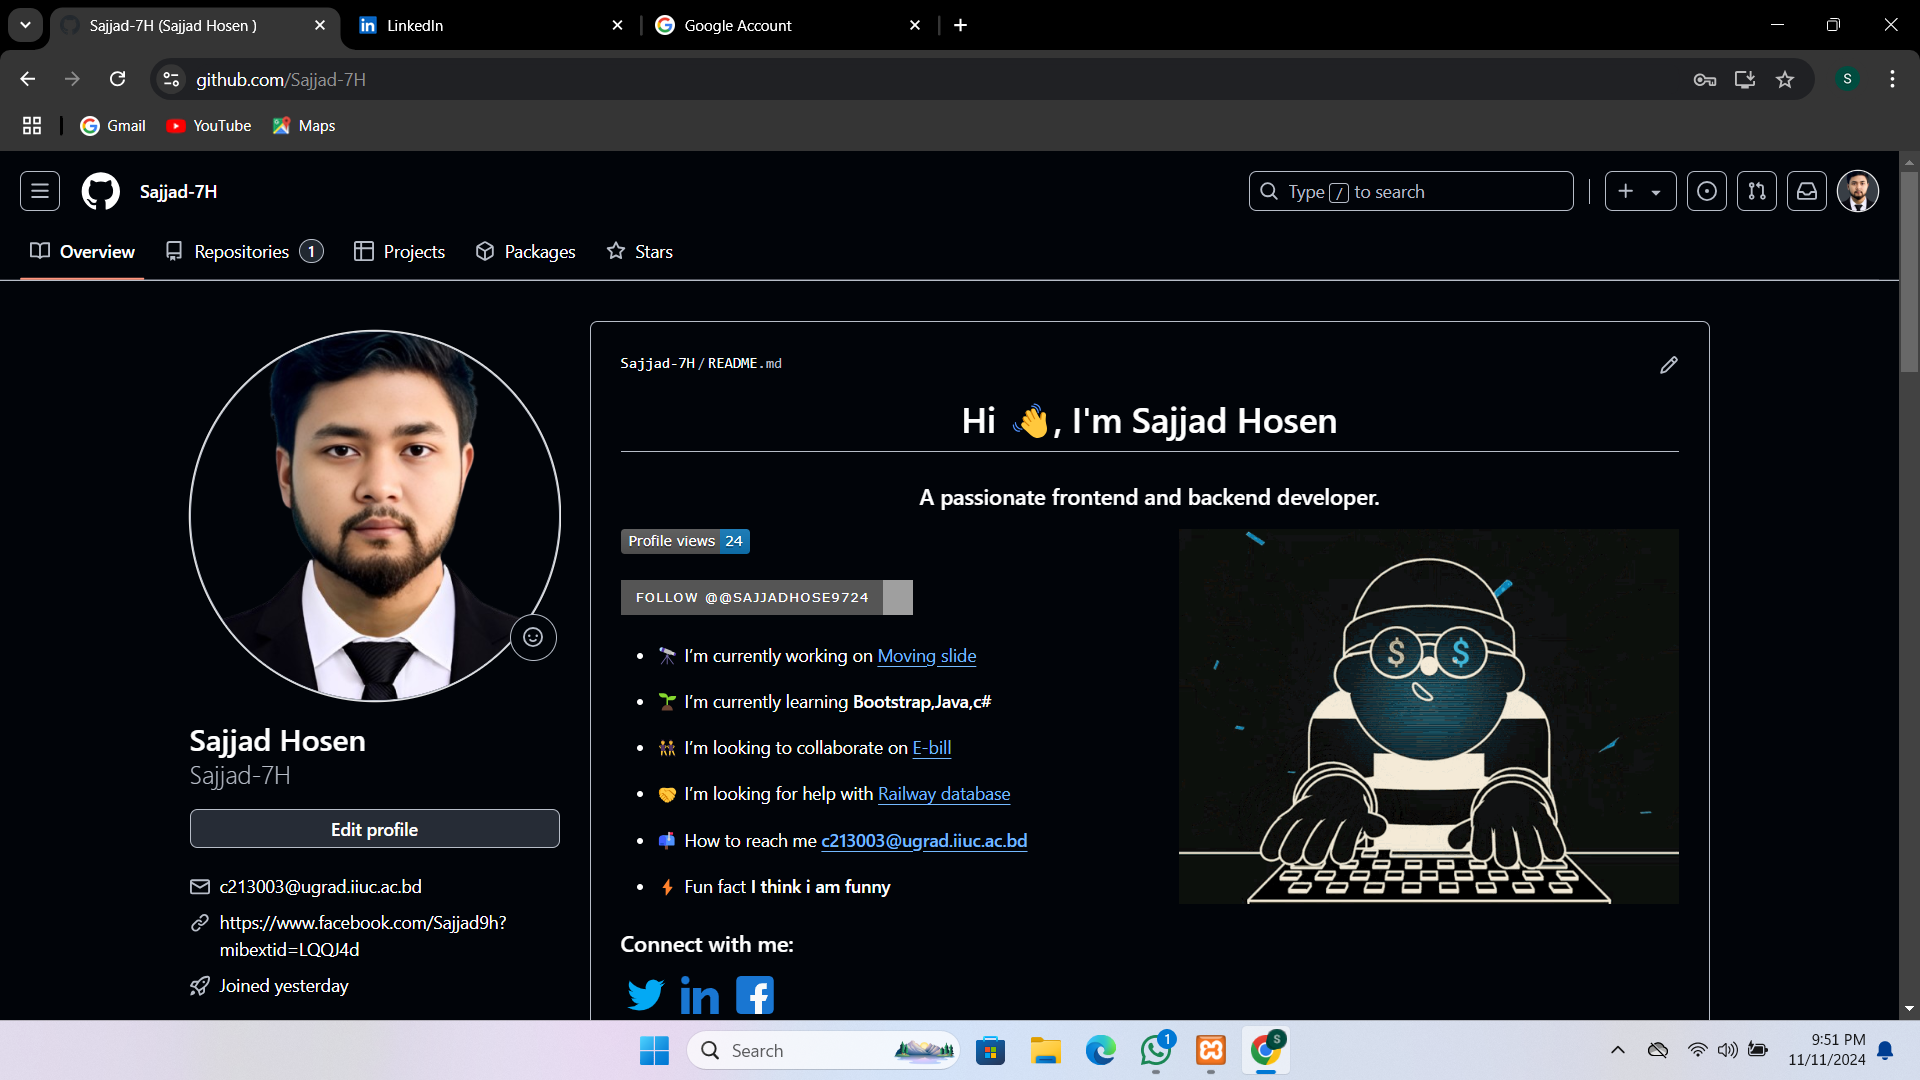 Sajjad-7H (Sajjad Hosen )
LinkedIn
Google Account
github.com/Sajjad-7H
S
Gmail
YouTube
Maps
Sajjad-7H
Type / to search
Overview
Repositories 1
Projects
Packages
Stars
Sajjad-7H/README.md
Hi 👋, I'm Sajjad Hosen
A passionate frontend and backend developer.
Profile views 24
FOLLOW @@SAJJADHOSE9724
$ $
• 🔭 I’m currently working on Moving slide
• 🌱 I’m currently learning Bootstrap,Java,c#
• 👯 I’m looking to collaborate on E-bill
• 🤝 I’m looking for help with Railway database
• 📫 How to reach me c213003@ugrad.iiuc.ac.bd
• ⚡ Fun fact I think i am funny
Connect with me:
in
f
Sajjad Hosen
Sajjad-7H
Edit profile
c213003@ugrad.iiuc.ac.bd
https://www.facebook.com/Sajjad9h?
mibextid=LQQJ4d
Joined yesterday
Search
1
S
9:51 PM
11/11/2024